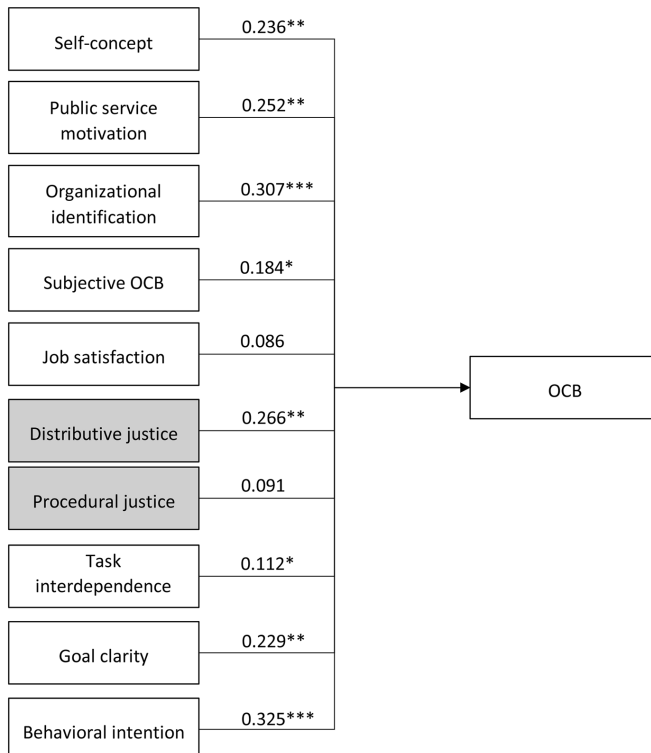 Self-concept
0.236**
Public service
motivation
0.252**
Organizational
identification
0.307***
Subjective OCB
0.184*
Job satisfaction
0.086
Distributive justice
0.266**
Procedural justice
0.091
Task
interdependence
0.112*
Goal clarity
0.229**
Behavioral intention
0.325***
OCB